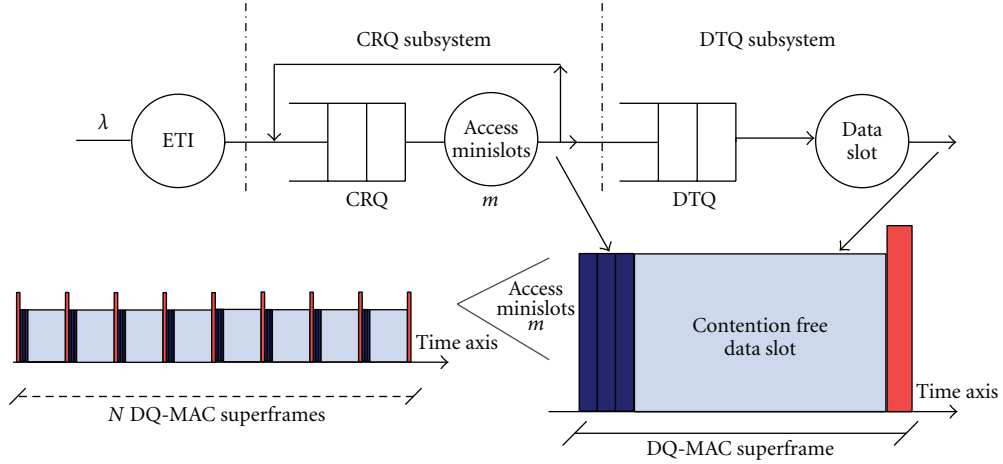 CRQ subsystem
DTQ subsystem
λ
ETI
Access
minislots
Data
slot
CRQ
m
DTQ
Access
minislots
m
Contention free
data slot
Time axis
Time axis
N DQ-MAC superframes
DQ-MAC superframe